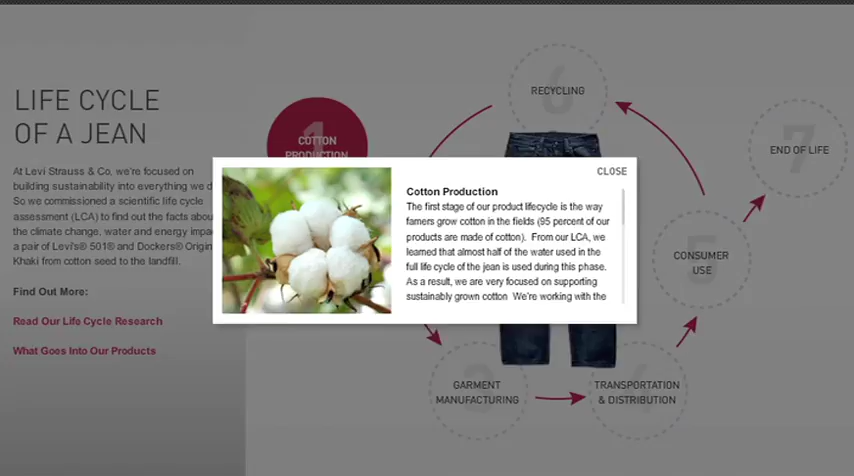 LIFE CYCLE
OF A JEAN
At Levi Strauss & Co, we're focused on
building sustainability into everything we d
So we commissioned a scientific life cycle
assessment (LCA) to find out the facts abou
the climate change, water and energy impa
a pair of Levi's® 501® and Dockers® Origin
Khaki from cotton seed to the landfill.
Find Out More:
Read Our Life Cycle Research
What Goes Into Our Products
1
COTTON
PRODUCTION
CLOSE
Cotton Production
The first stage of our product lifecycle is the way
famers grow cotton in the fields (95 percent of our
products are made of cotton). From our LCA, we
learned that almost half of the water used in the
full life cycle of the jean is used during this phase.
As a result, we are very focused on supporting
sustainably grown cotton We're working with the
3
GARMENT
MANUFACTURING
4
TRANSPORTATION
& DISTRIBUTION
5
CONSUMER
USE
6
RECYCLING
7
END OF LIFE